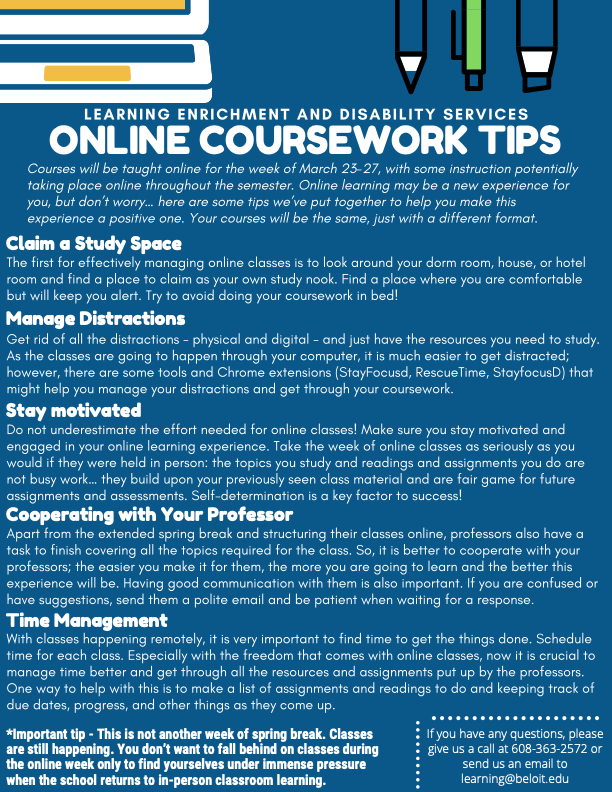 LEARNING ENRICHMENT AND DISABILITY SERVICES
ONLINE COURSEWORK TIPS
Courses will be taught online for the week of March 23-27, with some instruction potentially
taking place online throughout the semester. Online learning may be a new experience for
you, but don't worry... here are some tips we've put together to help you make this
experience a positive one. Your courses will be the same, just with a different format.
Claim a Study Space
The first for effectively managing online classes is to look around your dorm room, house, or hotel
room and find a place to claim as your own study nook. Find a place where you are comfortable
but will keep you alert. Try to avoid doing your coursework in bed!
Manage Distractions
Get rid of all the distractions - physical and digital - and just have the resources you need to study.
As the classes are going to happen through your computer, it is much easier to get distracted;
however, there are some tools and Chrome extensions (StayFocusd, RescueTime, StayfocusD) that
might help you manage your distractions and get through your coursework.
Stay motivated
Do not underestimate the effort needed for online classes! Make sure you stay motivated and
engaged in your online learning experience. Take the week of online classes as seriously as you
would if they were held in person: the topics you study and readings and assignments you do are
not busy work... they build upon your previously seen class material and are fair game for future
assignments and assessments. Self-determination is a key factor to success!
Cooperating with Your Professor
Apart from the extended spring break and structuring their classes online, professors also have a
task to finish covering all the topics required for the class. So, it is better to cooperate with your
professors; the easier you make it for them, the more you are going to learn and the better this
experience will be. Having good communication with them is also important. If you are confused or
have suggestions, send them a polite email and be patient when waiting for a response.
Time Management
With classes happening remotely, it is very important to find time to get the things done. Schedule
time for each class. Especially with the freedom that comes with online classes, now it is crucial to
manage time better and get through all the resources and assignments put up by the professors.
One way to help with this is to make a list of assignments and readings to do and keeping track of
due dates, progress, and other things as they come up.
*Important tip - This is not another week of spring break. Classes
are still happening. You don't want to fall behind on classes during
the online week only to find yourselves under immense pressure
when the school returns to in-person classroom learning.
If you have any questions, please
give us a call at 608-363-2572 or
send us an email to
learning@beloit.edu